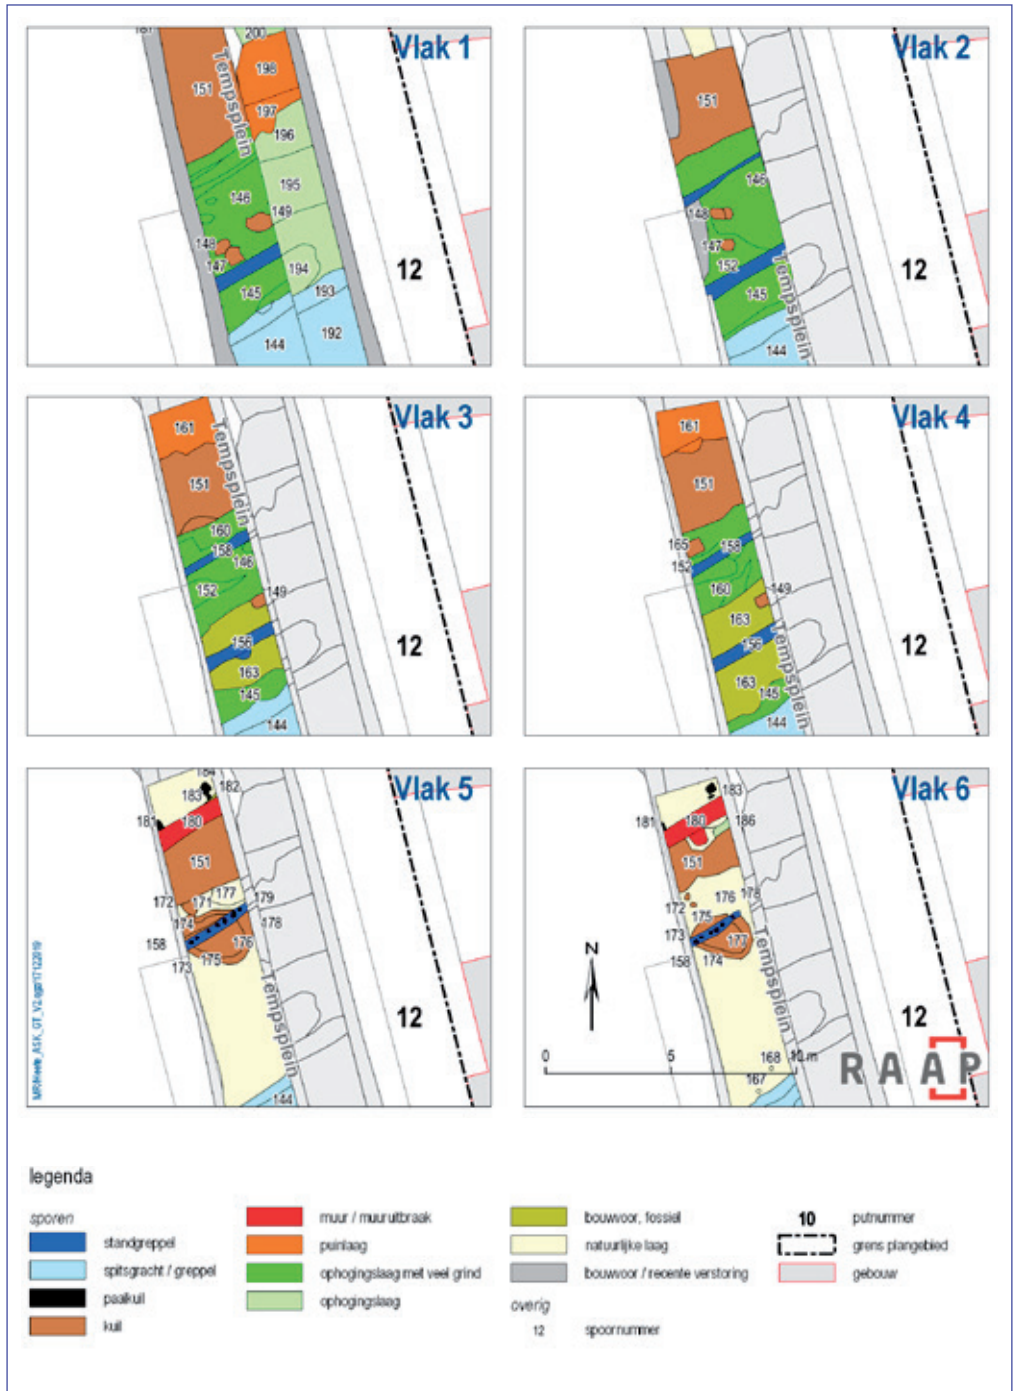 Vlak 1
187
200
Tempsplein
198
151
197
196
195
146
149
148
147
194
145
193
192
144
12
Vlak 2
151
146
148
147
152
145
Tempsplein
144
12
Vlak 3
161
Tempsplein
151
160
158
146
152
149
156
163
145
144
12
Vlak 4
161
151
165
158
152
160
149
163
156
163
145
Tempsplein
144
12
Vlak 5
184
183
182
181
180
151
177
172
171
179
174
178
158
176
175
173
Tempsplein
144
12
MR/Heete_ASK_GT_V2.qgz/17122019
Vlak 6
183
181
180
186
151
176
178
172
175
173
177
158
174
Tempsplein
N
168
167
0 5 10 m
12
RAAP
legenda
sporen
standgreppel
spitsgracht / greppel
paalkuil
kuil
muur / muuruitbraak
puinlaag
ophogingslaag met veel grind
ophogingslaag
bouwvoor, fossiel
natuurlijke laag
bouwvoor / recente verstoring
overig
12 spoornummer
10 putnummer
grens plangebied
gebouw